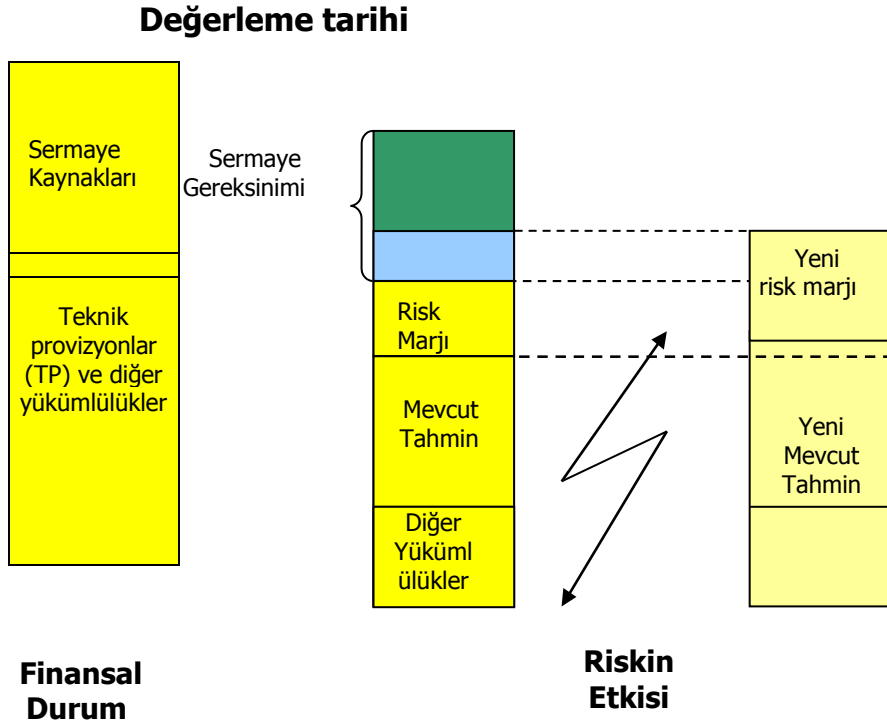 Değerleme tarihi
Sermaye
Kaynakları
Sermaye
Gereksinimi
Teknik
provizyonlar
(TP) ve diğer
yükümlülükler
Risk
Marjı
Mevcut
Tahmin
Diğer
Yüküml
ülükler
Yeni
risk marjı
Yeni
Mevcut
Tahmin
Finansal
Durum
Riskin
Etkisi